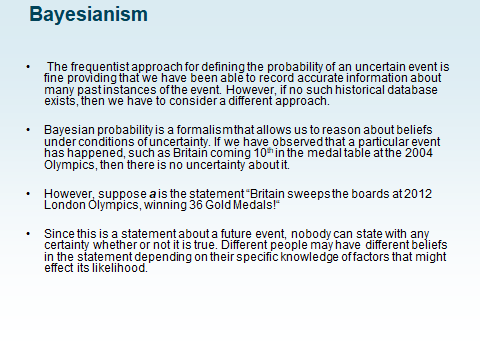 Bayesianism
• The frequentist approach for defining the probability of an uncertain event is
fine providing that we have been able to record accurate information about
many past instances of the event. However, if no such historical database
exists, then we have to consider a different approach.
• Bayesian probability is a formalism that allows us to reason about beliefs
under conditions of uncertainty. If we have observed that a particular event
has happened, such as Britain coming 10th in the medal table at the 2004
Olympics, then there is no uncertainty about it.
• However, suppose a is the statement “Britain sweeps the boards at 2012
London Olympics, winning 36 Gold Medals!“
• Since this is a statement about a future event, nobody can state with any
certainty whether or not it is true. Different people may have different beliefs
in the statement depending on their specific knowledge of factors that might
effect its likelihood.